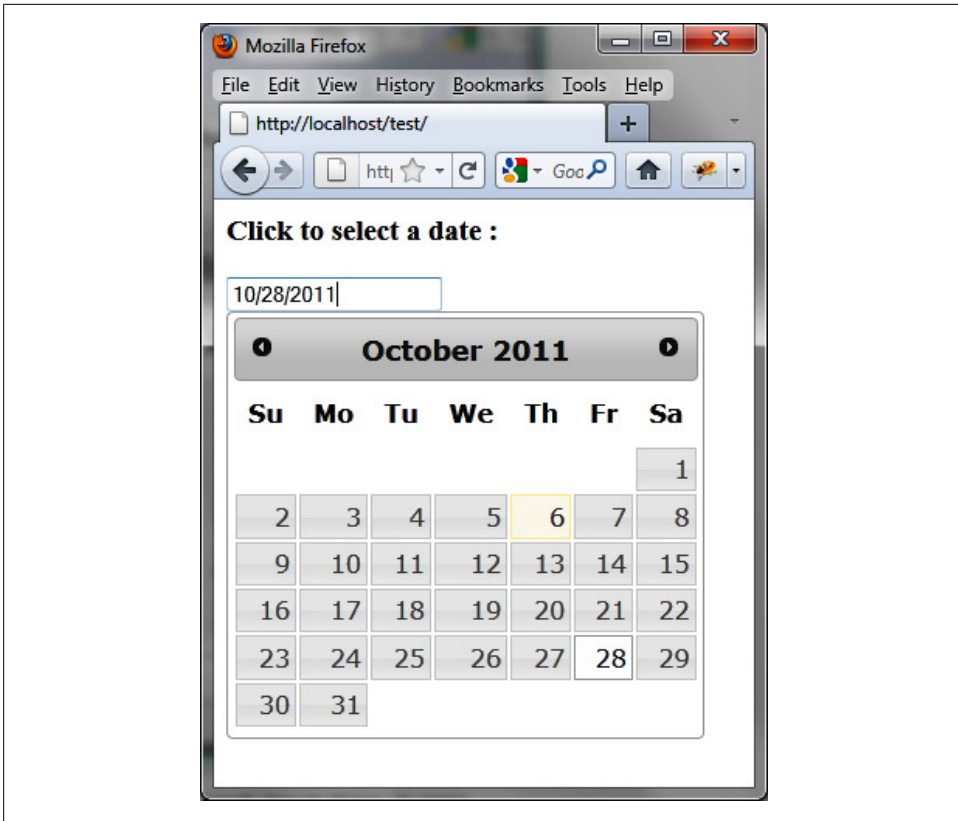 Mozilla Firefox
File Edit View History Bookmarks Tools Help
http://localhost/test/
htt Goo
Click to select a date :
10/28/2011
October 2011
Su Mo Tu We Th Fr Sa
1
2 3 4 5 6 7 8
9 10 11 12 13 14 15
16 17 18 19 20 21 22
23 24 25 26 27 28 29
30 31